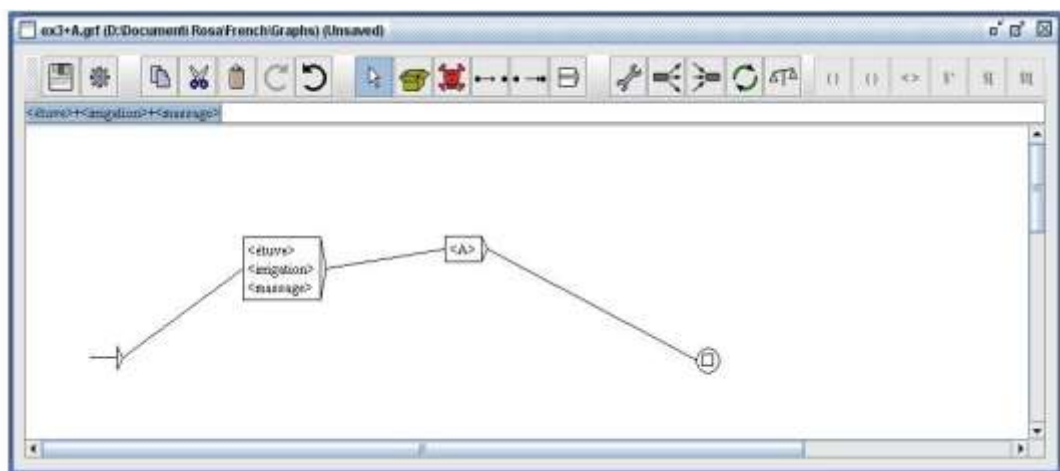 ex3+A.grf (D:\Documenti Rosa\French\Graphs) (Unsaved)
<étuve>+<irrigation>+<massage>
<étuve>
<irrigation>
<massage>
<A>